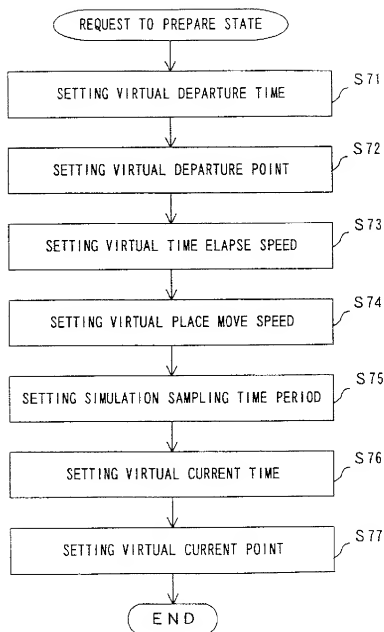 REQUEST TO PREPARE STATE
S71
SETTING VIRTUAL DEPARTURE TIME
S72
SETTING VIRTUAL DEPARTURE POINT
S73
SETTING VIRTUAL TIME ELAPSE SPEED
S74
SETTING VIRTUAL PLACE MOVE SPEED
S75
SETTING SIMULATION SAMPLING TIME PERIOD
S76
SETTING VIRTUAL CURRENT TIME
S77
SETTING VIRTUAL CURRENT POINT
END